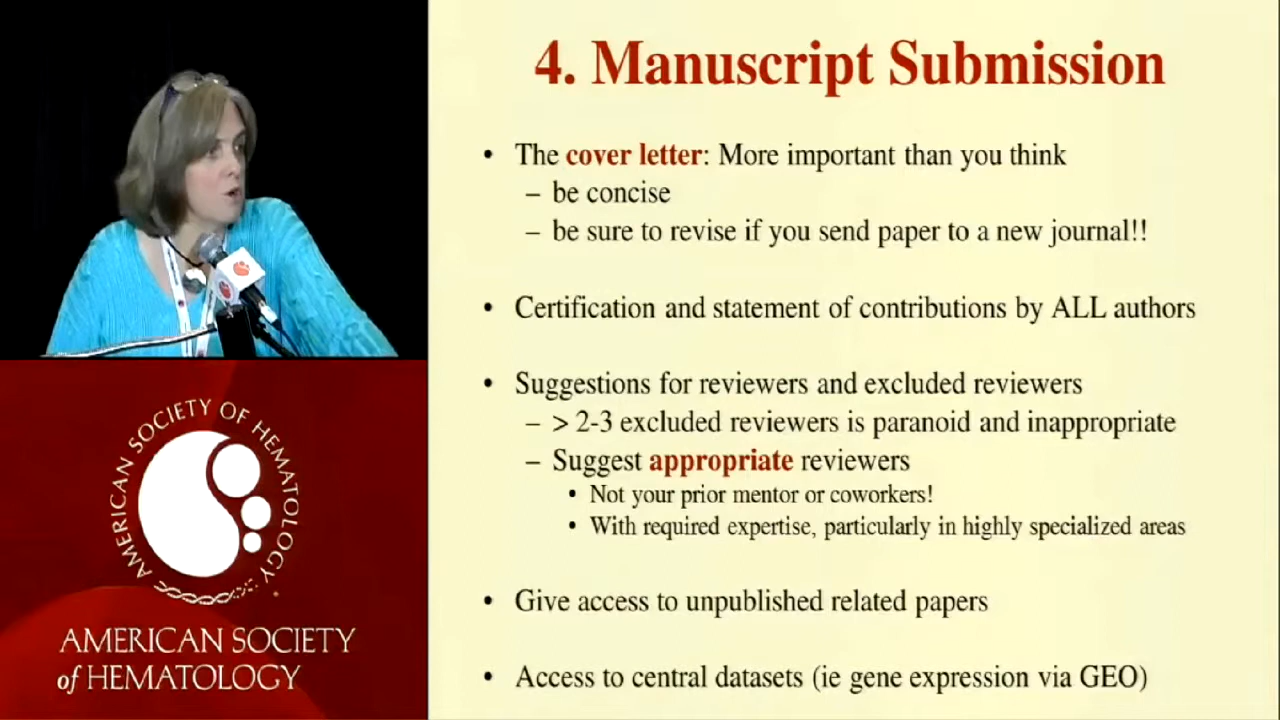 4. Manuscript Submission
• The cover letter: More important than you think
– be concise
– be sure to revise if you send paper to a new journal!!
• Certification and statement of contributions by ALL authors
• Suggestions for reviewers and excluded reviewers
– > 2-3 excluded reviewers is paranoid and inappropriate
– Suggest appropriate reviewers
• Not your prior mentor or coworkers!
• With required expertise, particularly in highly specialized areas
• Give access to unpublished related papers
• Access to central datasets (ie gene expression via GEO)
AMERICAN SOCIETY OF HEMATOLOGY
AMERICAN SOCIETY
of HEMATOLOGY